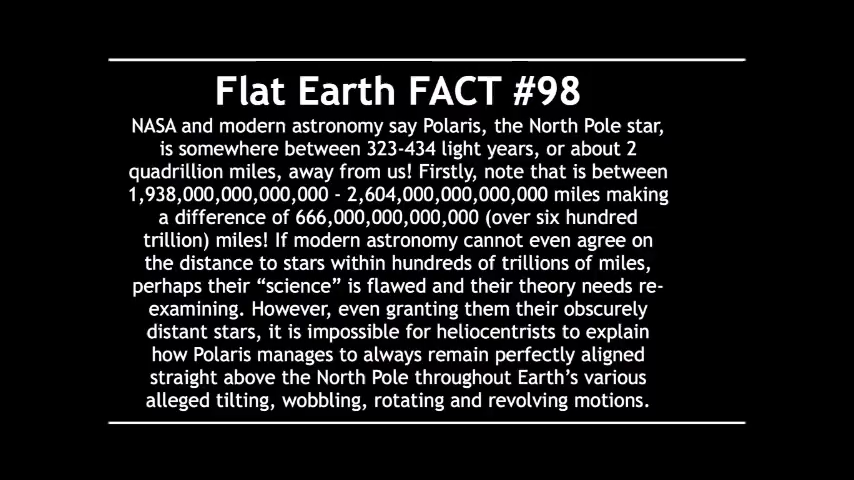 Flat Earth FACT #98
NASA and modern astronomy say Polaris, the North Pole star,
is somewhere between 323-434 light years, or about 2
quadrillion miles, away from us! Firstly, note that is between
1,938,000,000,000,000 - 2,604,000,000,000,000 miles making
a difference of 666,000,000,000,000 (over six hundred
trillion) miles! If modern astronomy cannot even agree on
the distance to stars within hundreds of trillions of miles,
perhaps their “science” is flawed and their theory needs re-
examining. However, even granting them their obscurely
distant stars, it is impossible for heliocentrists to explain
how Polaris manages to always remain perfectly aligned
straight above the North Pole throughout Earth’s various
alleged tilting, wobbling, rotating and revolving motions.